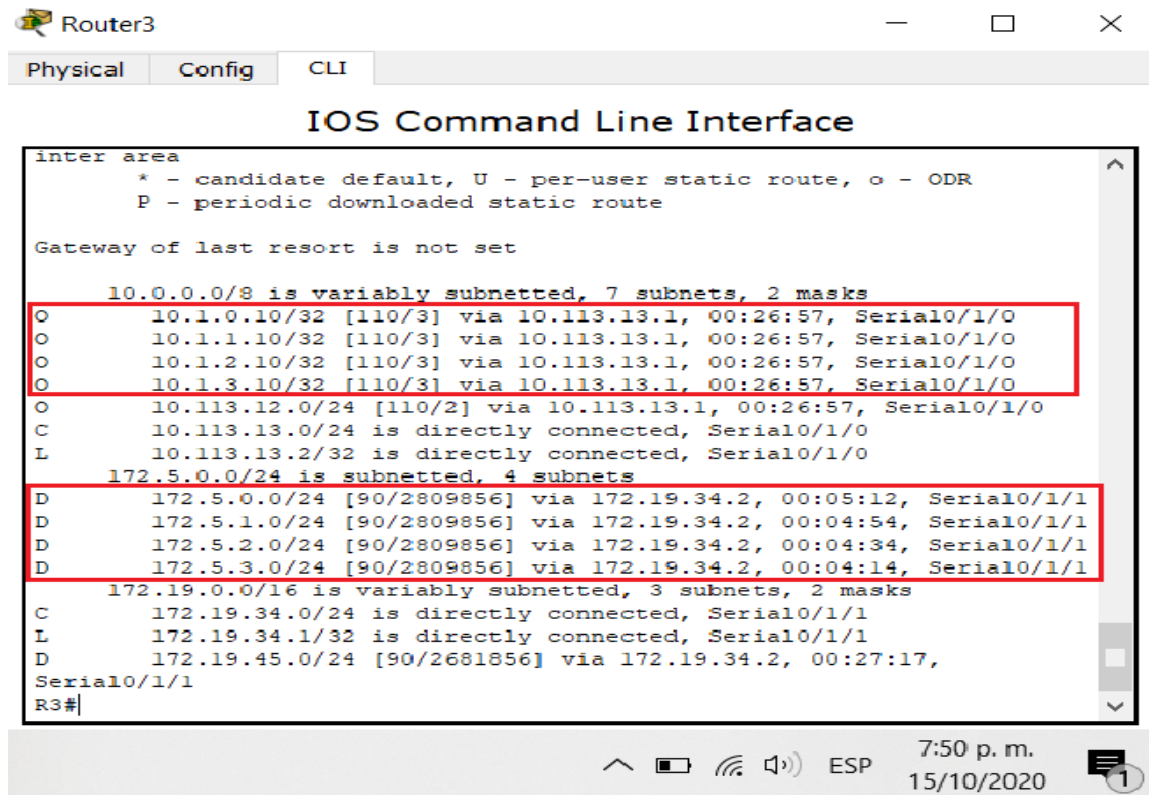 Router3
Physical Config CLI
IOS Command Line Interface
inter area
* - candidate default, U - per-user static route, o - ODR
P - periodic downloaded static route
Gateway of last resort is not set
10.0.0.0/8 is variably subnetted, 7 subnets, 2 masks
O 10.1.0.10/32 [110/3] via 10.113.13.1, 00:26:57, Serial0/1/0
O 10.1.1.10/32 [110/3] via 10.113.13.1, 00:26:57, Serial0/1/0
O 10.1.2.10/32 [110/3] via 10.113.13.1, 00:26:57, Serial0/1/0
O 10.1.3.10/32 [110/3] via 10.113.13.1, 00:26:57, Serial0/1/0
O 10.113.12.0/24 [110/2] via 10.113.13.1, 00:26:57, Serial0/1/0
C 10.113.13.0/24 is directly connected, Serial0/1/0
L 10.113.13.2/32 is directly connected, Serial0/1/0
172.5.0.0/24 is subnetted, 4 subnets
D 172.5.0.0/24 [90/2809856] via 172.19.34.2, 00:05:12, Serial0/1/1
D 172.5.1.0/24 [90/2809856] via 172.19.34.2, 00:04:54, Serial0/1/1
D 172.5.2.0/24 [90/2809856] via 172.19.34.2, 00:04:34, Serial0/1/1
D 172.5.3.0/24 [90/2809856] via 172.19.34.2, 00:04:14, Serial0/1/1
172.19.0.0/16 is variably subnetted, 3 subnets, 2 masks
C 172.19.34.0/24 is directly connected, Serial0/1/1
L 172.19.34.1/32 is directly connected, Serial0/1/1
D 172.19.45.0/24 [90/2681856] via 172.19.34.2, 00:27:17,
Serial0/1/1
R3#
ESP
7:50 p. m.
15/10/2020
1